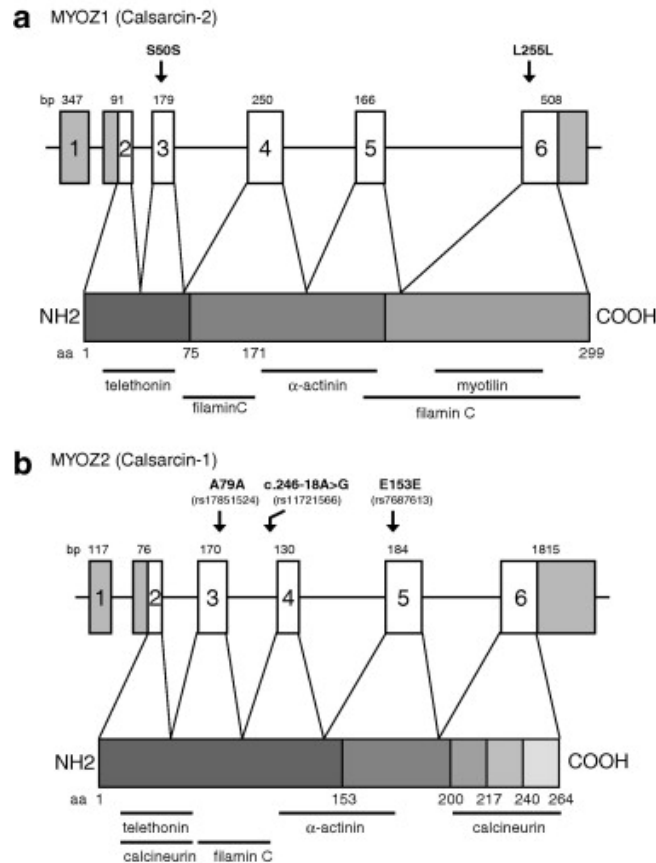 a MYOZ1 (Calsarcin-2)
S50S L255L
bp 347 91 179 250 166 508
1 2 3 4 5 6
NH2 COOH
aa 1 75 171 299
telethonin α-actinin myotilin
filaminC filamin C
b MYOZ2 (Calsarcin-1)
A79A c.246-18A>G E153E
(rs17851524) (rs11721566) (rs7687613)
bp 117 76 170 130 184 1815
1 2 3 4 5 6
NH2 COOH
aa 1 153 200 217 240 264
telethonin α-actinin calcineurin
calcineurin filamin C